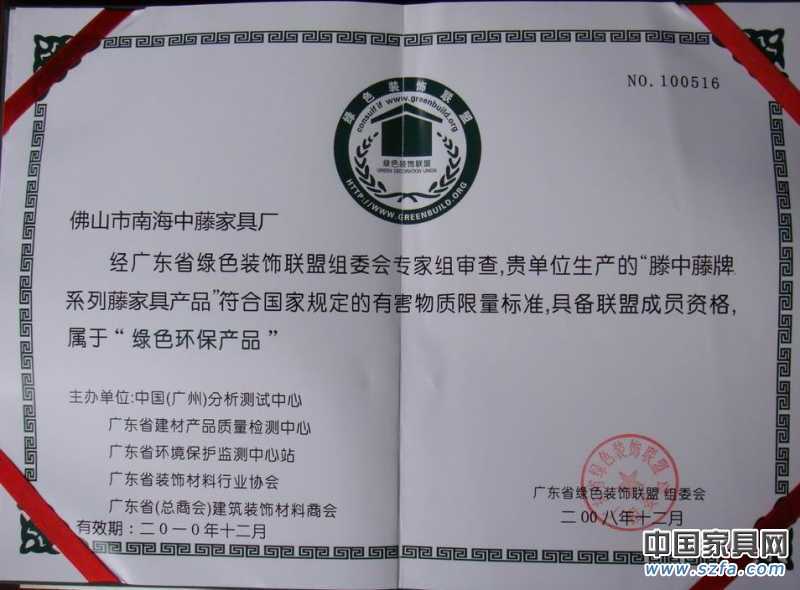 NO.100516
绿色装饰联盟
consult if www.greenbuild.org
绿色装饰联盟
GREEN DECORATION UNION
HTTP://WWW.GREENBUILD.ORG
佛山市南海中藤家具厂
经广东省绿色装饰联盟组委会专家组审查,贵单位生产的“滕中藤牌
系列藤家具产品”符合国家规定的有害物质限量标准,具备联盟成员资格,
属于“绿色环保产品”
主办单位:中国(广州)分析测试中心
广东省建材产品质量检测中心
广东省环境保护监测中心站
广东省装饰材料行业协会
广东省(总商会)建筑装饰材料商会
有效期:二0一0年十二月
省绿色装饰联盟
广东省绿色装饰联盟 组委会
二00八年十二月
中国家具网
www.szfa.com